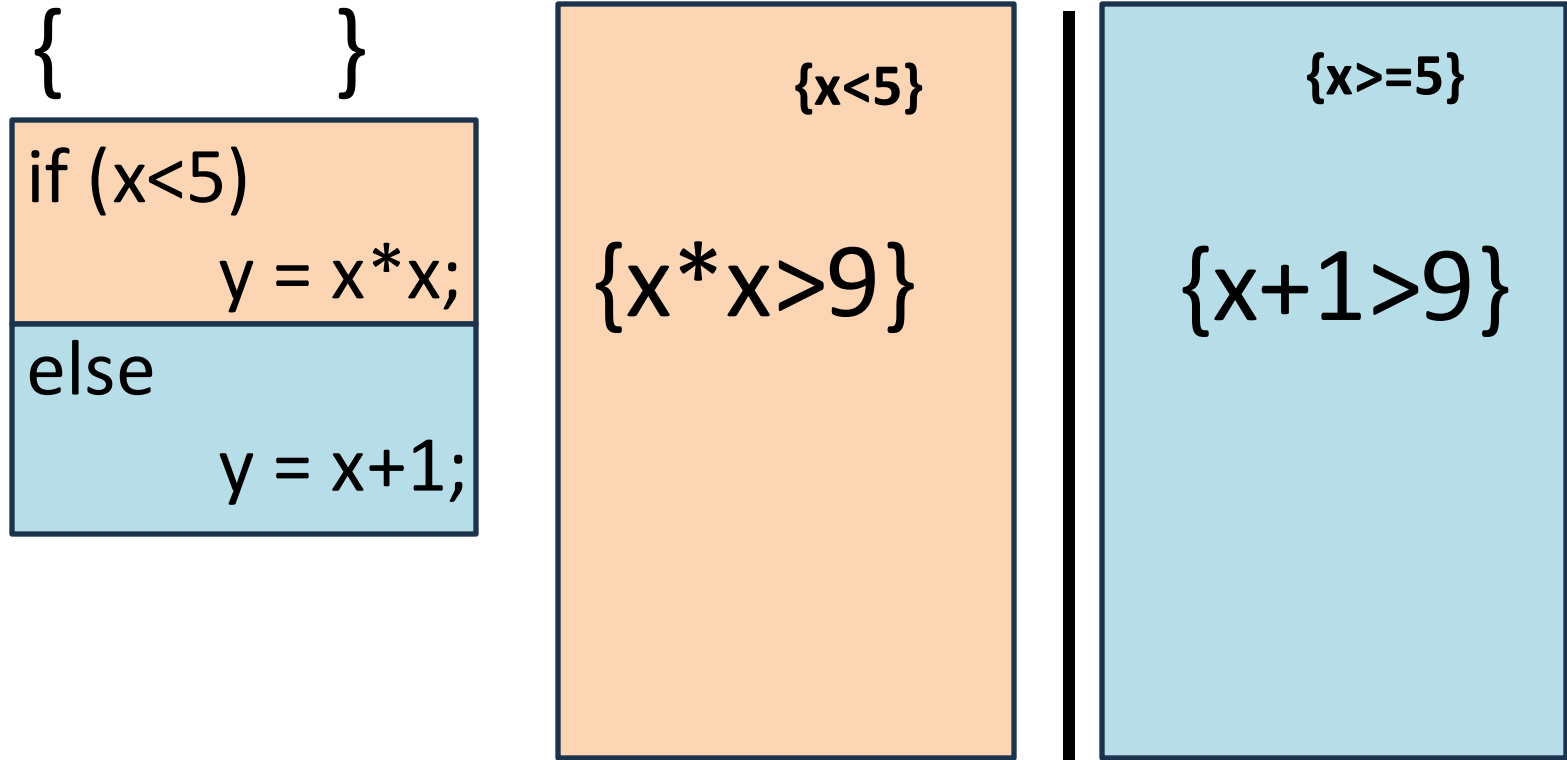 { }
if (x<5)
y = x*x;
else
y = x+1;
{x<5}
{x*x>9}
{x>=5}
{x+1>9}